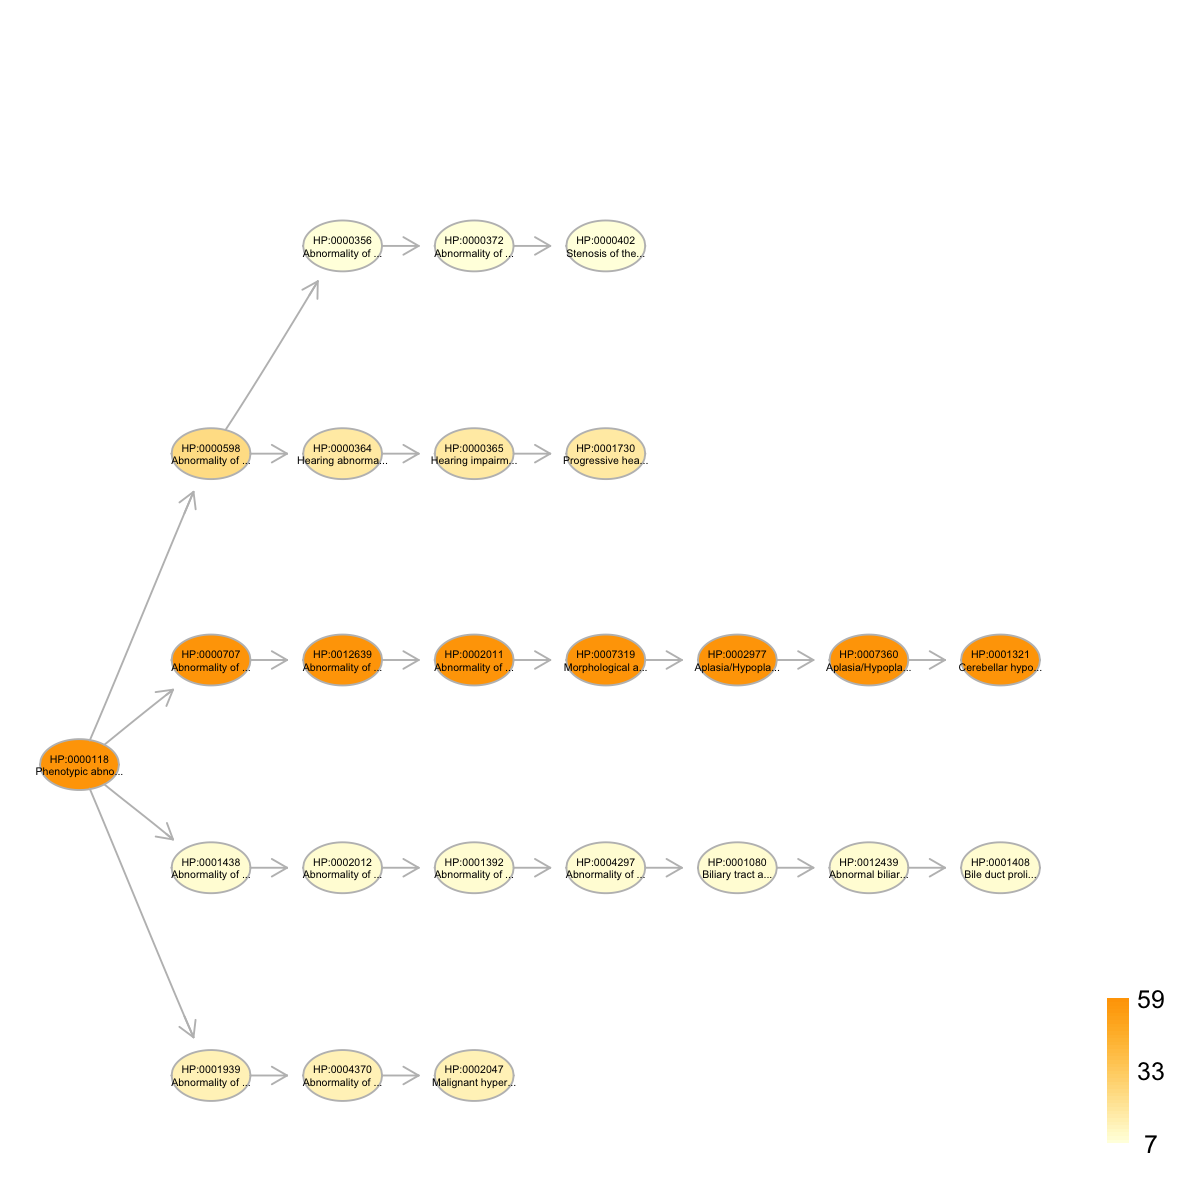 HP:0000356
Abnormality of ...
HP:0000372
Abnormality of ...
HP:0000402
Stenosis of the...
HP:0000598
Abnormality of ...
HP:0000364
Hearing abnorma...
HP:0000365
Hearing impairm...
HP:0001730
Progressive hea...
HP:0000707
Abnormality of ...
HP:0012639
Abnormality of ...
HP:0002011
Abnormality of ...
HP:0007319
Morphological a...
HP:0002977
Aplasia/Hypopla...
HP:0007360
Aplasia/Hypopla...
HP:0001321
Cerebellar hypo...
HP:0000118
Phenotypic abno...
HP:0001438
Abnormality of ...
HP:0002012
Abnormality of ...
HP:0001392
Abnormality of ...
HP:0004297
Abnormality of ...
HP:0001080
Biliary tract a...
HP:0012439
Abnormal biliar...
HP:0001408
Bile duct proli...
HP:0001939
Abnormality of ...
HP:0004370
Abnormality of ...
HP:0002047
Malignant hyper...
59
33
7